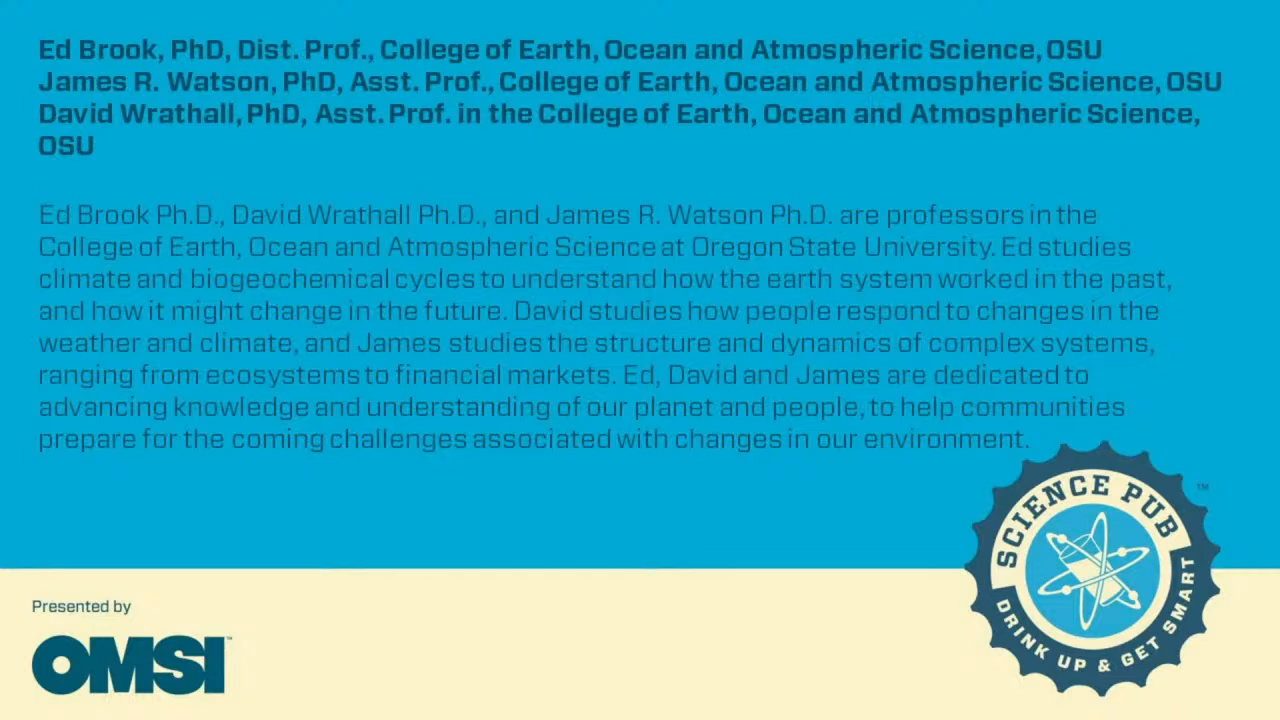 Ed Brook, PhD, Dist. Prof., College of Earth, Ocean and Atmospheric Science, OSU
James R. Watson, PhD, Asst. Prof., College of Earth, Ocean and Atmospheric Science, OSU
David Wrathall, PhD, Asst. Prof. in the College of Earth, Ocean and Atmospheric Science,
OSU
Ed Brook Ph.D., David Wrathall Ph.D., and James R. Watson Ph.D. are professors in the
College of Earth, Ocean and Atmospheric Science at Oregon State University. Ed studies
climate and biogeochemical cycles to understand how the earth system worked in the past,
and how it might change in the future. David studies how people respond to changes in the
weather and climate, and James studies the structure and dynamics of complex systems,
ranging from ecosystems to financial markets. Ed, David and James are dedicated to
advancing knowledge and understanding of our planet and people, to help communities
prepare for the coming challenges associated with changes in our environment.
SCIENCE PUB
™
DRINK UP & GET SMART
Presented by
OMSI™